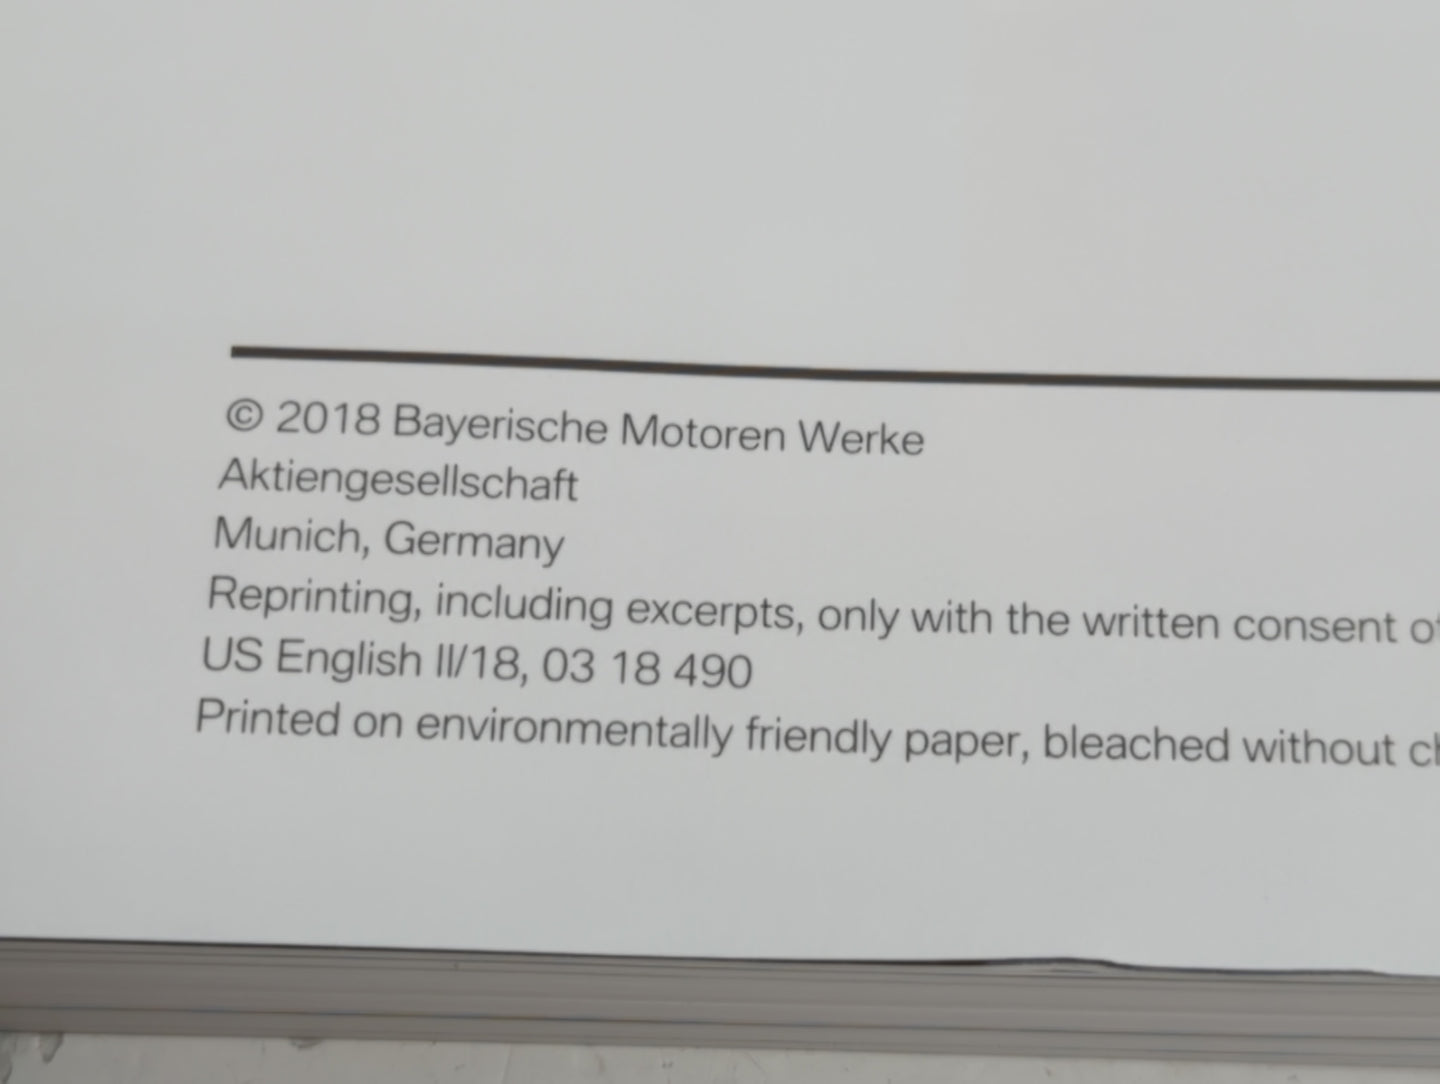 © 2018 Bayerische Motoren Werke
Aktiengesellschaft
Munich, Germany
Reprinting, including excerpts, only with the written consent
US English II/18, 03 18 490
Printed on environmentally friendly paper, bleached without